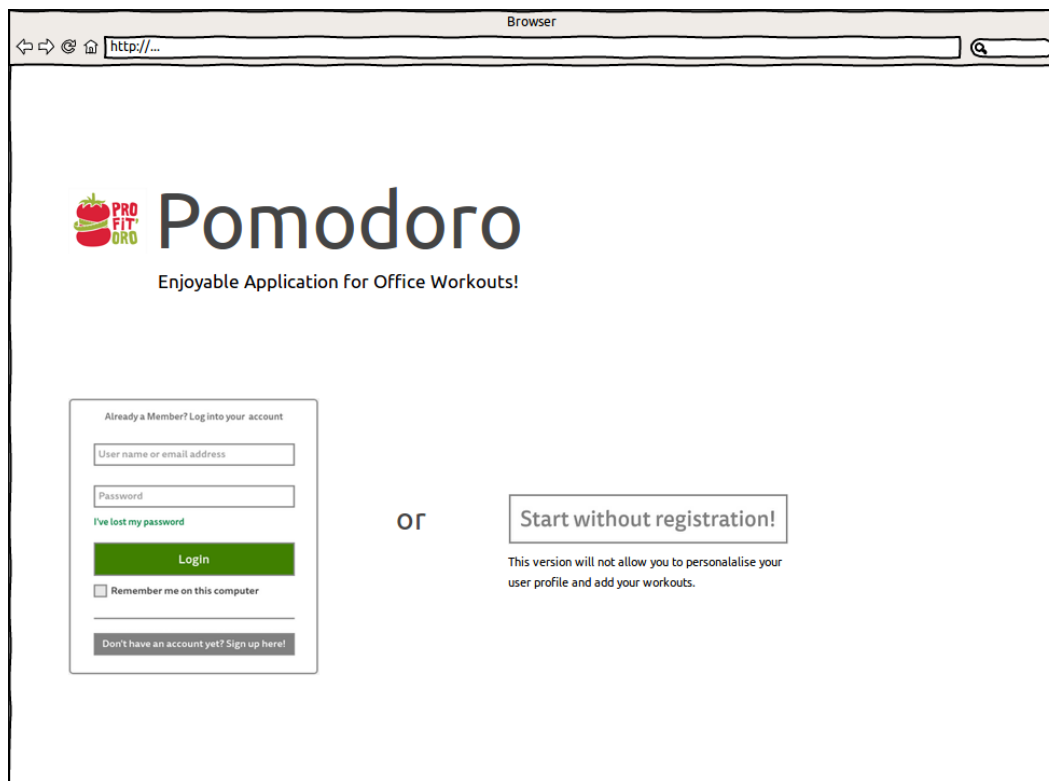 Browser
http://...
PRO
FIT'
ORO
Pomodoro
Enjoyable Application for Office Workouts!
Already a Member? Log into your account
User name or email address
Password
I've lost my password
Login
Remember me on this computer
Don't have an account yet? Sign up here!
or
Start without registration!
This version will not allow you to personalalise your
user profile and add your workouts.